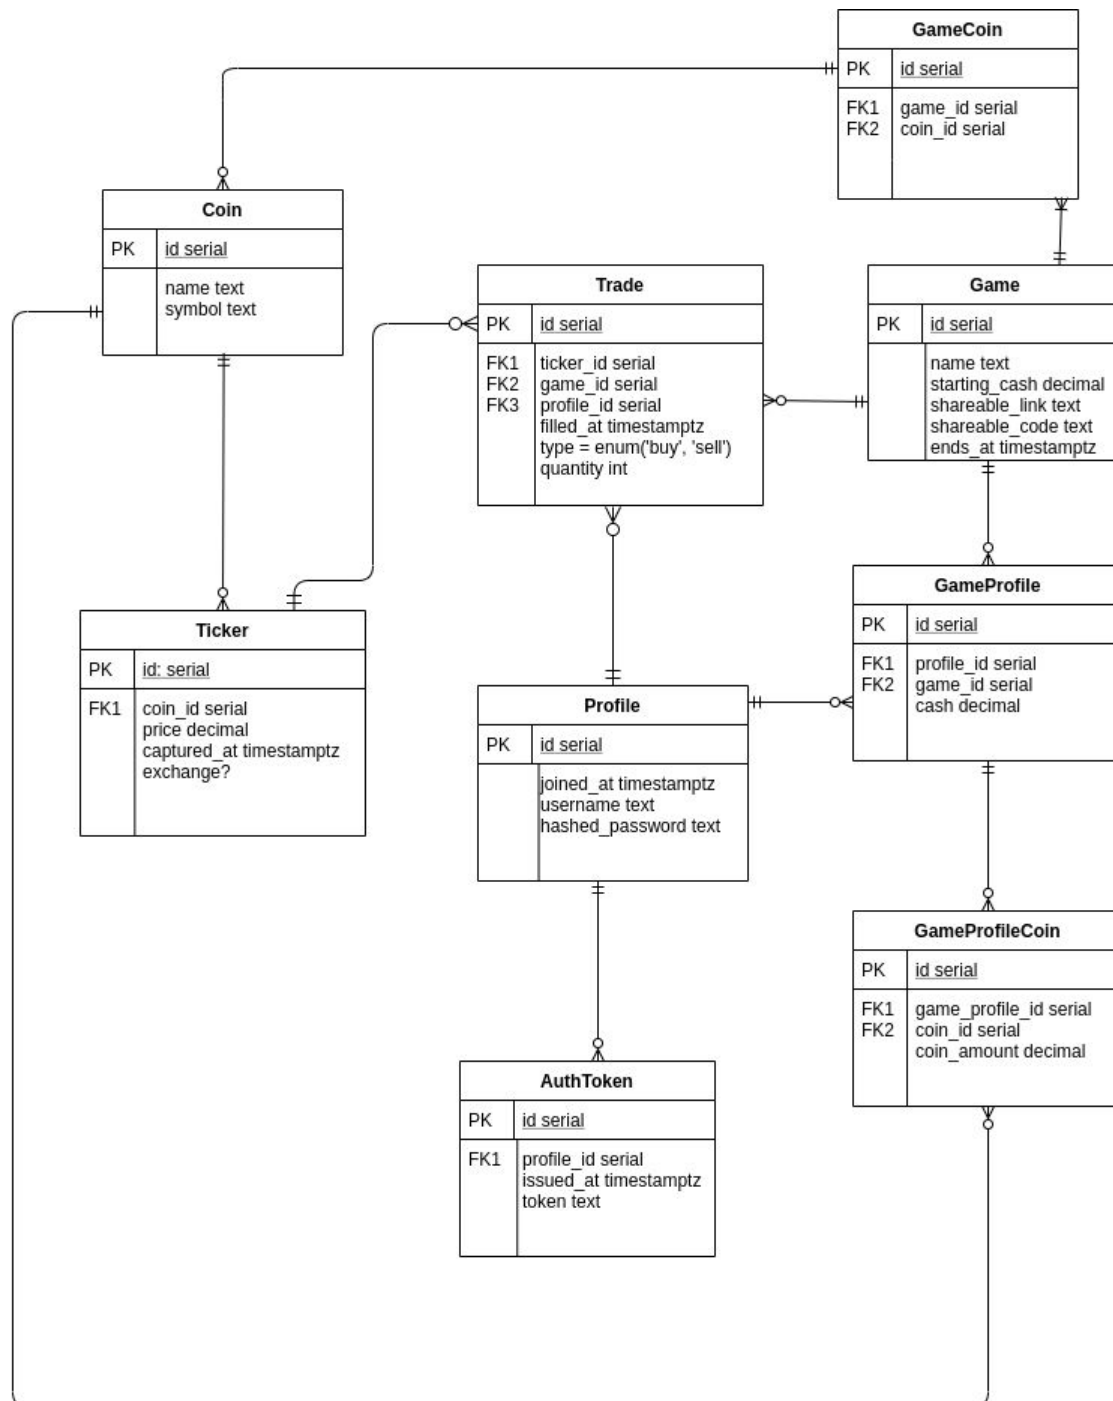 GameCoin
PK id serial
FK1 game_id serial
FK2 coin_id serial
Coin
PK id serial
name text
symbol text
Trade
PK id serial
FK1 ticker_id serial
FK2 game_id serial
FK3 profile_id serial
filled_at timestamptz
type = enum('buy', 'sell')
quantity int
Game
PK id serial
name text
starting_cash decimal
shareable_link text
shareable_code text
ends_at timestamptz
Ticker
PK id: serial
FK1 coin_id serial
price decimal
captured_at timestamptz
exchange?
Profile
PK id serial
joined_at timestamptz
username text
hashed_password text
GameProfile
PK id serial
FK1 profile_id serial
FK2 game_id serial
cash decimal
GameProfileCoin
PK id serial
FK1 game_profile_id serial
FK2 coin_id serial
coin_amount decimal
AuthToken
PK id serial
FK1 profile_id serial
issued_at timestamptz
token text